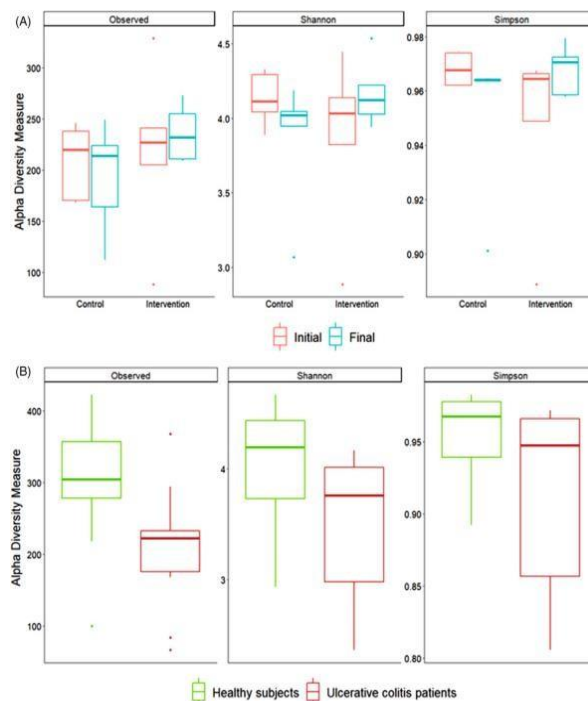 (A)
Observed Shannon Simpson
Alpha Diversity Measure
300
250
200
150
100
4.5
4.0
3.5
3.0
0.98
0.96
0.94
0.92
0.90
Control Intervention Control Intervention Control Intervention
Initial Final
(B)
Observed Shannon Simpson
Alpha Diversity Measure
400
300
200
100
4
3
0.95
0.90
0.85
0.80
Healthy subjects Ulcerative colitis patients